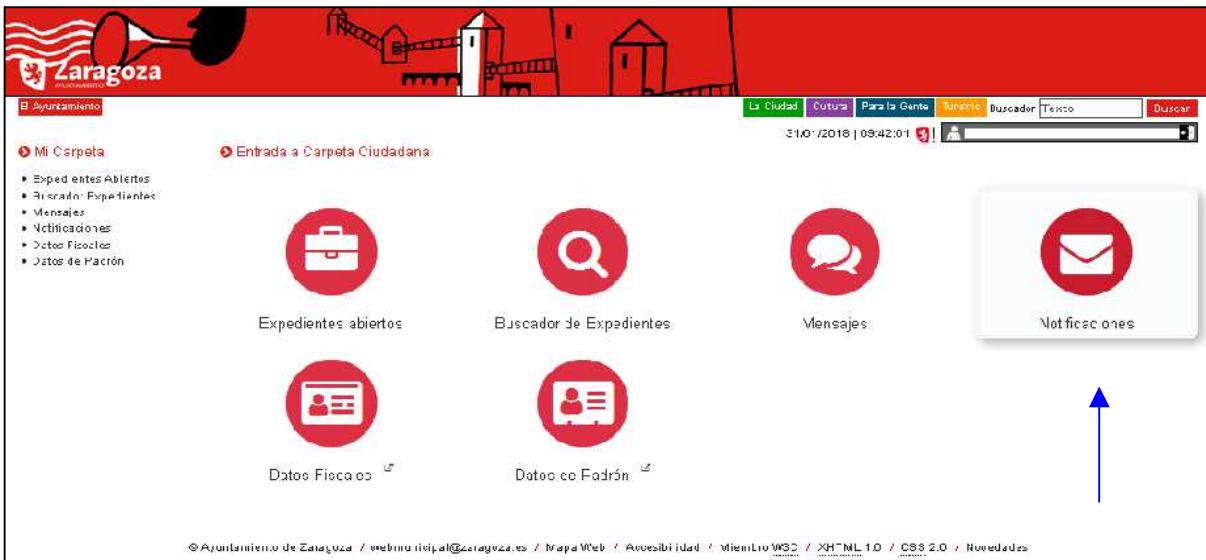 Zaragoza
AYUNTAMIENTO
El Ayuntamiento
La Ciudad Cultura Para la Gente Turismo Buscador Texto Buscar
31/01/2018 | 09:42:01
Mi Carpeta
Entrada a Carpeta Ciudadana
Expedientes Abiertos
Buscador Expedientes
Mensajes
Notificaciones
Datos Fiscales
Datos de Padrón
Expedientes abiertos
Buscador de Expedientes
Mensajes
Notificaciones
Datos Fiscales
Datos de Padrón
© Ayuntamiento de Zaragoza / webmunicipal@zaragoza.es / Mapa Web / Accesibilidad / Miembro W3C / XHTML 1.0 / CSS 2.0 / Novedades